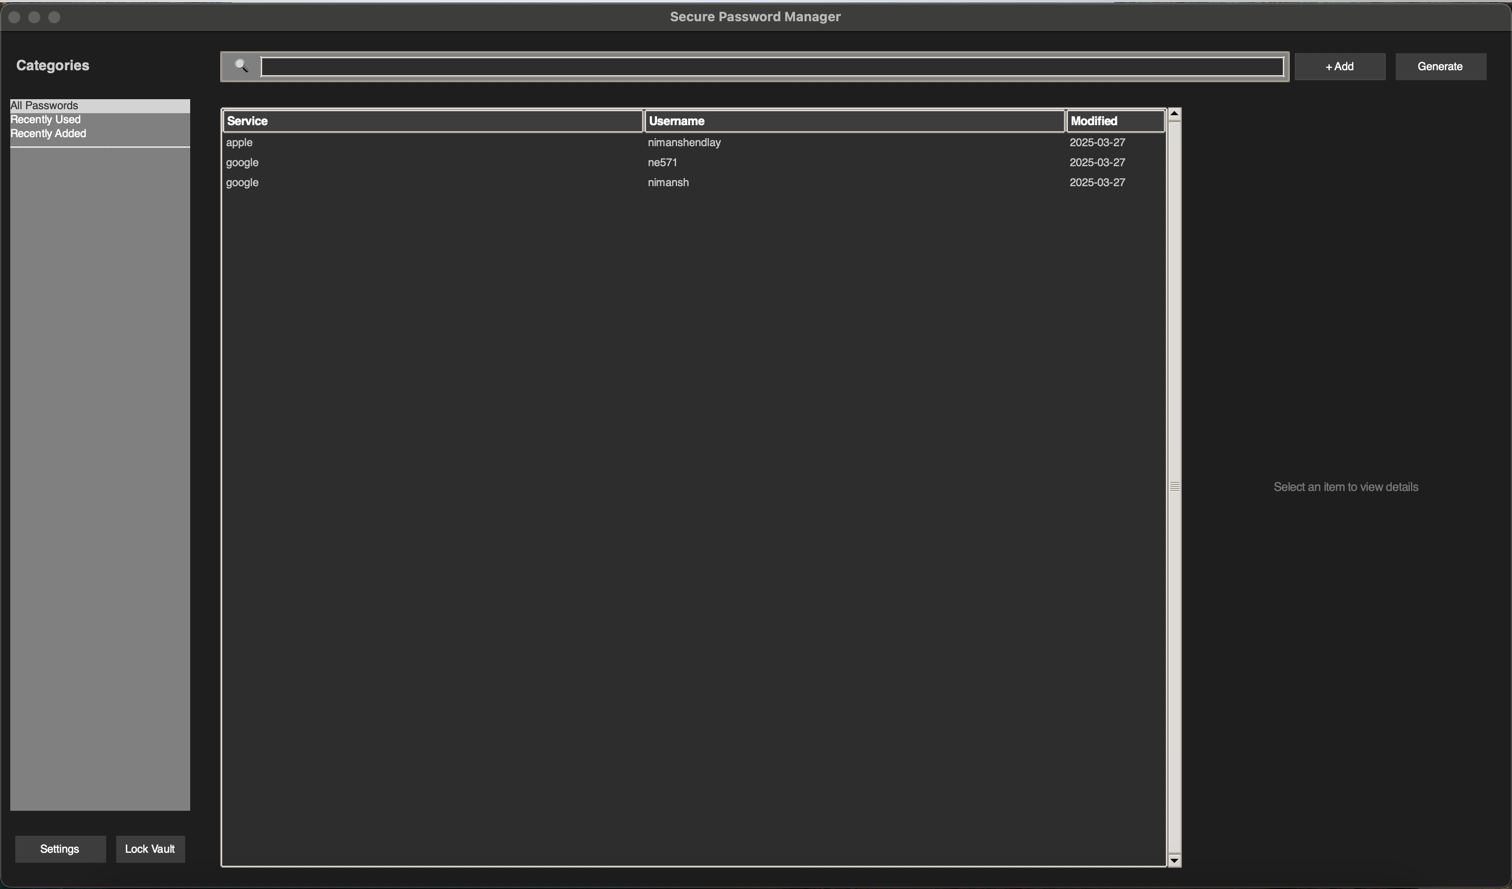 Secure Password Manager
Categories
+ Add
Generate
All Passwords
Recently Used
Recently Added
Service Username Modified
apple nimanshendlay 2025-03-27
google ne571 2025-03-27
google nimansh 2025-03-27
Select an item to view details
Settings
Lock Vault